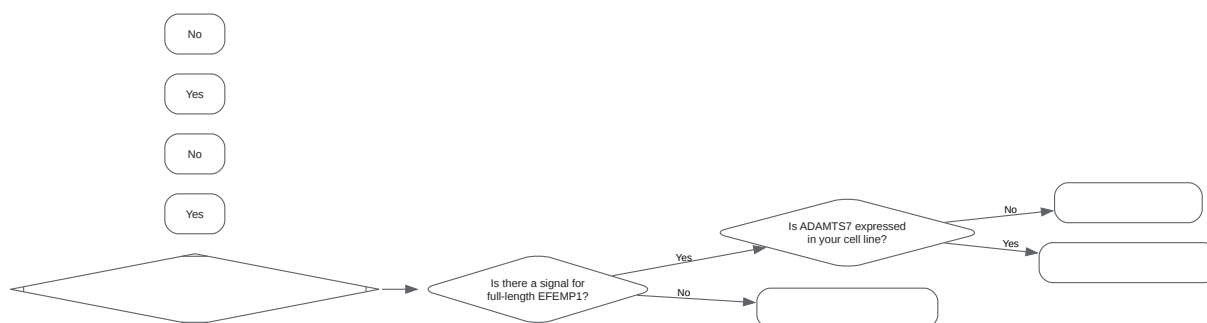 No
Yes
No
Yes
Is there a signal for
full-length EFEMP1?
Yes
No
Is ADAMTS7 expressed
in your cell line?
No
Yes